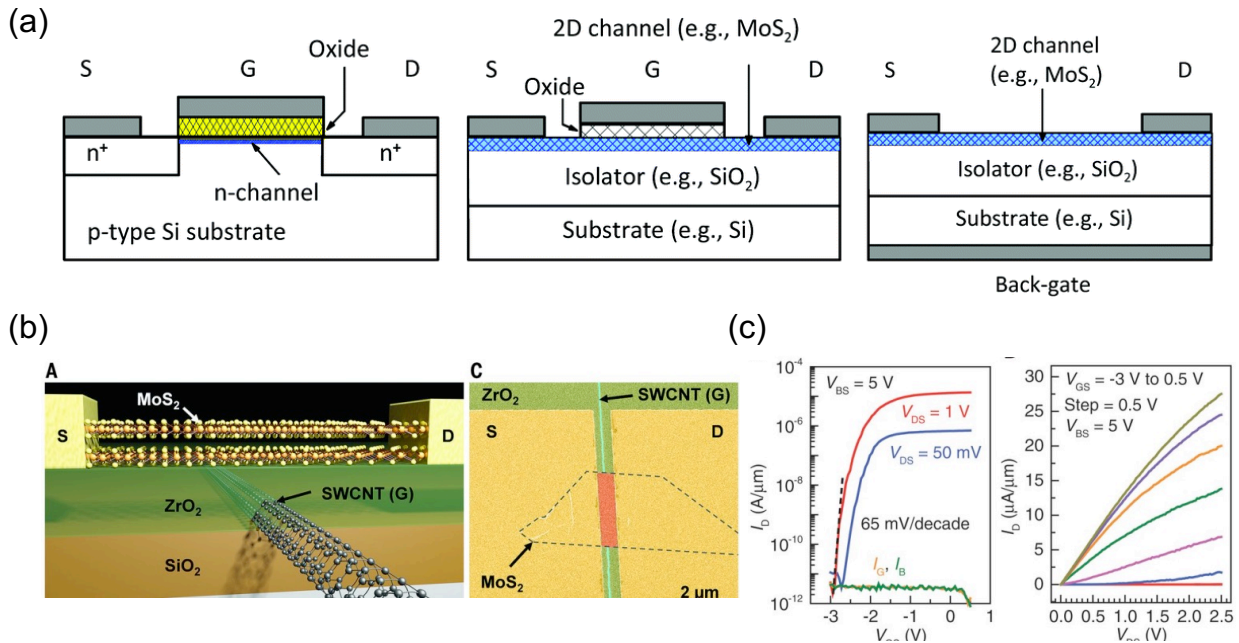 (a)
S
G
D
Oxide
n⁺
n⁺
n-channel
p-type Si substrate
2D channel (e.g., MoS₂)
S
G
D
Oxide
Isolator (e.g., SiO₂)
Substrate (e.g., Si)
2D channel
(e.g., MoS₂)
S
D
Isolator (e.g., SiO₂)
Substrate (e.g., Si)
Back-gate
(b)
A
MoS₂
S
D
ZrO₂
SWCNT (G)
SiO₂
C
ZrO₂
SWCNT (G)
S
D
MoS₂
2 µm
(c)
10⁻⁴
10⁻⁶
10⁻⁸
10⁻¹⁰
10⁻¹²
I_D (A/µm)
V_BS = 5 V
V_DS = 1 V
V_DS = 50 mV
65 mV/decade
I_G, I_B
-3 -2 -1 0 1
V_GS = -3 V to 0.5 V
Step = 0.5 V
V_BS = 5 V
35
30
25
20
15
10
5
0
I_D (µA/µm)
0.0 0.5 1.0 1.5 2.0 2.5